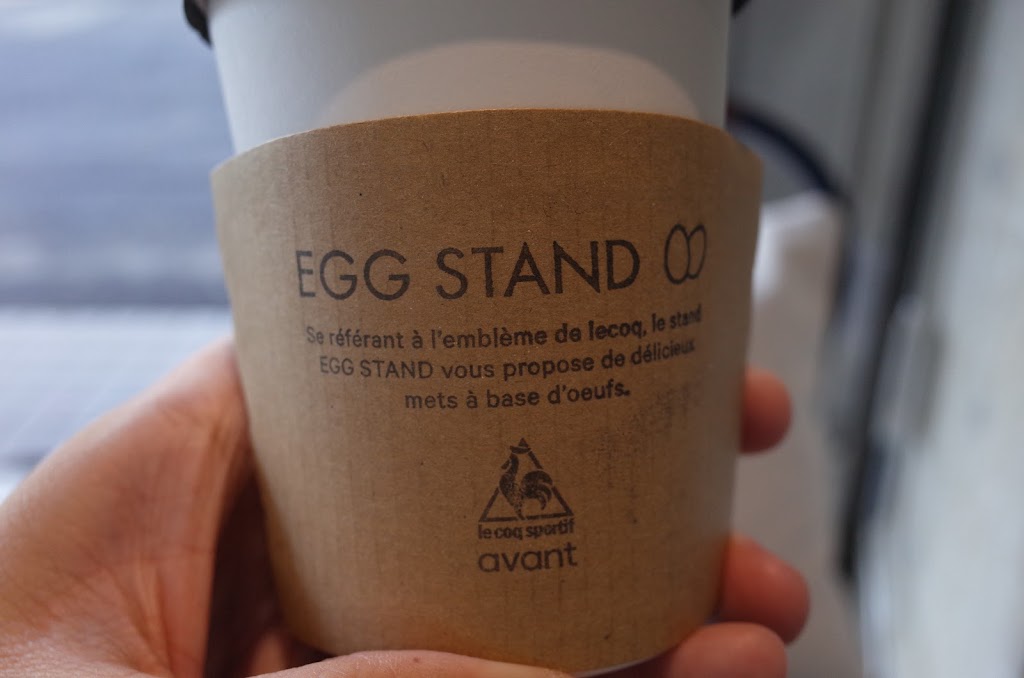 EGG STAND
Se référant à l'emblème de lecoq, le stand
EGG STAND vous propose de délicieux
mets à base d'oeufs.
le coq sportif
avant